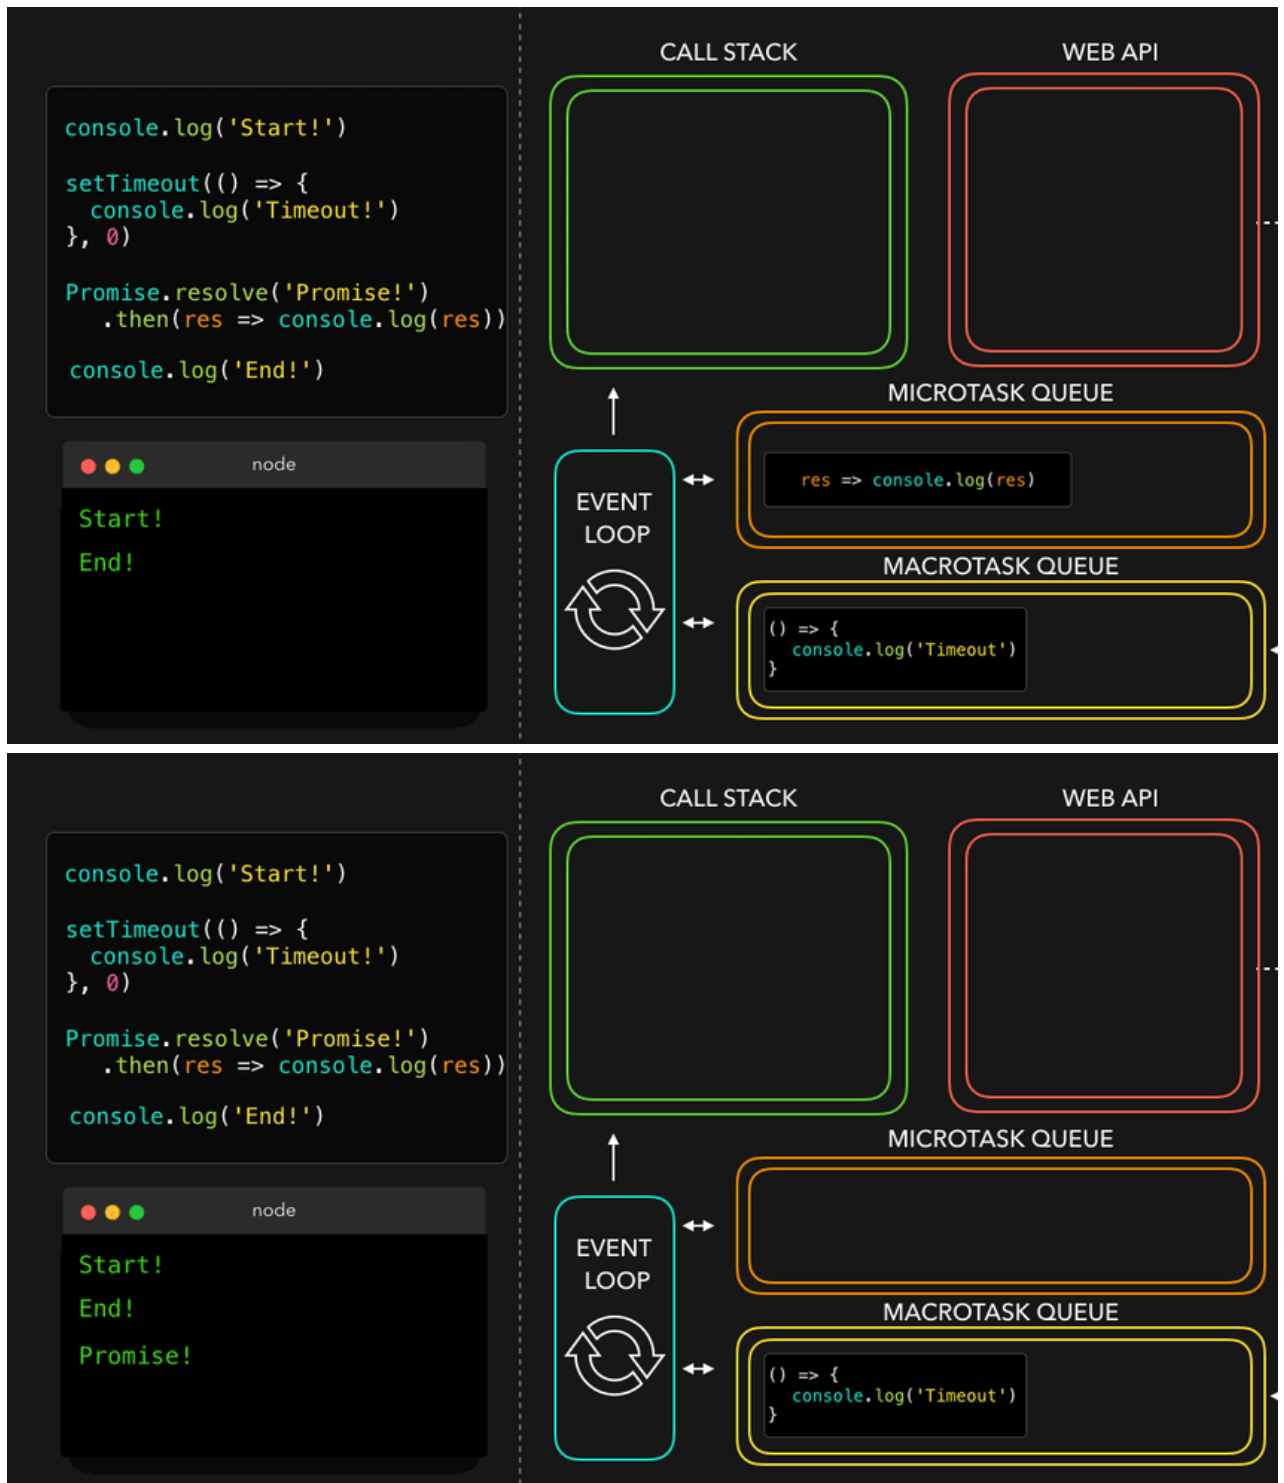 CALL STACK
WEB API
console.log('Start!')
setTimeout(() => {
  console.log('Timeout!')
}, 0)
Promise.resolve('Promise!')
  .then(res => console.log(res))
console.log('End!')
node
Start!
End!
MICROTASK QUEUE
res => console.log(res)
EVENT
LOOP
MACROTASK QUEUE
() => {
  console.log('Timeout')
}
CALL STACK
WEB API
console.log('Start!')
setTimeout(() => {
  console.log('Timeout!')
}, 0)
Promise.resolve('Promise!')
  .then(res => console.log(res))
console.log('End!')
node
Start!
End!
Promise!
MICROTASK QUEUE
EVENT
LOOP
MACROTASK QUEUE
() => {
  console.log('Timeout')
}